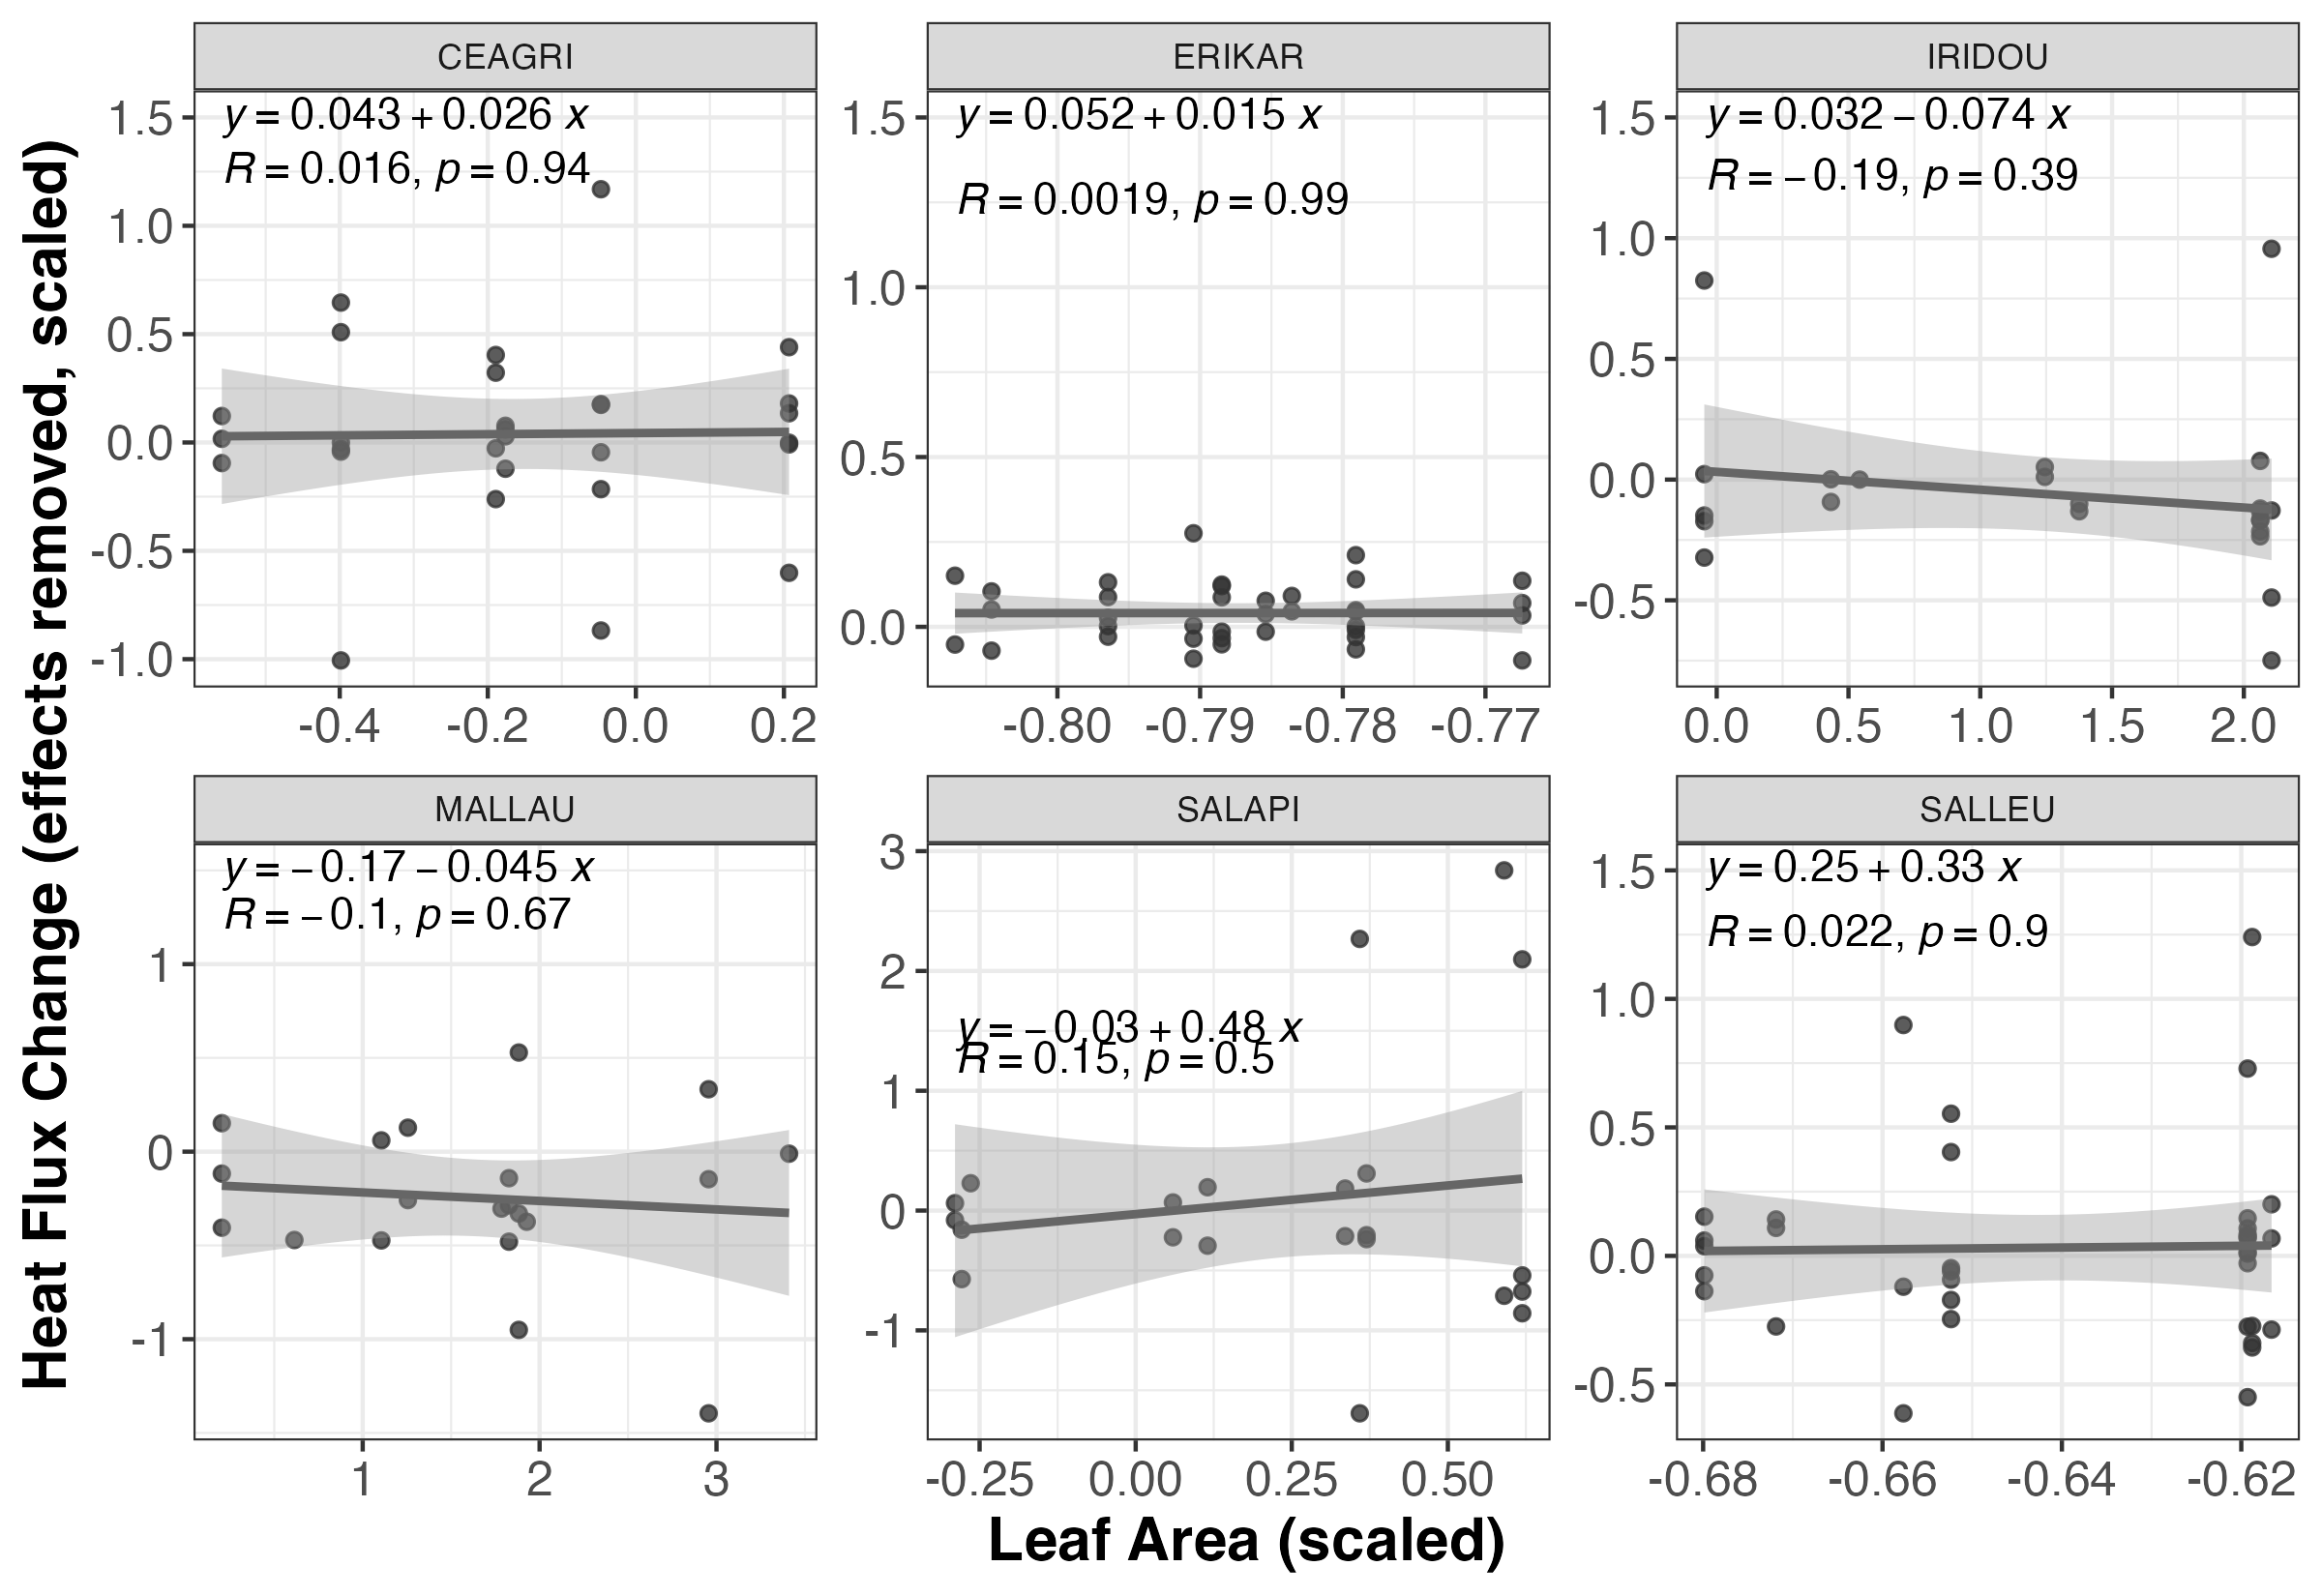 Heat Flux Change (effects removed, scaled)
CEAGRI
y = 0.043 + 0.026 x
R = 0.016, p = 0.94
1.5
1.0
0.5
0.0
-0.5
-1.0
-0.4 -0.2 0.0 0.2
ERIKAR
y = 0.052 + 0.015 x
R = 0.0019, p = 0.99
1.5
1.0
0.5
0.0
-0.80 -0.79 -0.78 -0.77
IRIDOU
y = 0.032 − 0.074 x
R = −0.19, p = 0.39
1.5
1.0
0.5
0.0
-0.5
0.0 0.5 1.0 1.5 2.0
MALLAU
y = −0.17 − 0.045 x
R = −0.1, p = 0.67
1
0
-1
1 2 3
SALAPI
y = −0.03 + 0.48 x
R = 0.15, p = 0.5
3
2
1
0
-1
-0.25 0.00 0.25 0.50
SALLEU
y = 0.25 + 0.33 x
R = 0.022, p = 0.9
1.5
1.0
0.5
0.0
-0.5
-0.68 -0.66 -0.64 -0.62
Leaf Area (scaled)